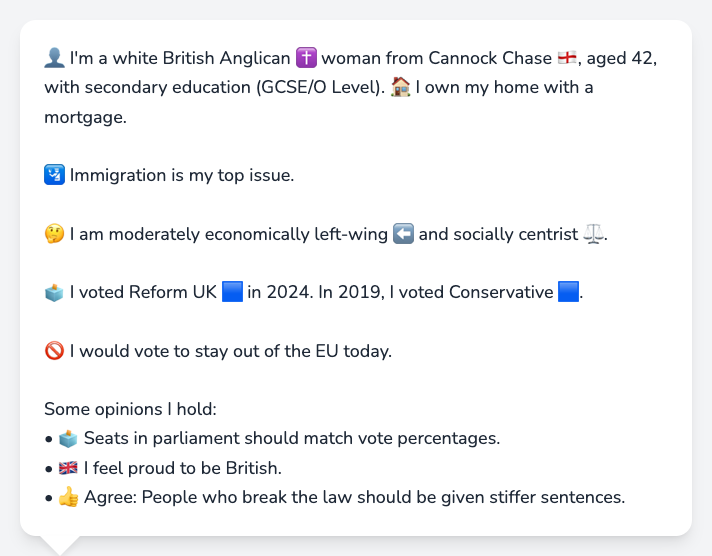 👤 I'm a white British Anglican ✝️ woman from Cannock Chase 🏴󠁧󠁢󠁥󠁮󠁧󠁿, aged 42,
with secondary education (GCSE/O Level). 🏠 I own my home with a
mortgage.
🛂 Immigration is my top issue.
🤔 I am moderately economically left-wing ⬅️ and socially centrist ⚖️.
🗳️ I voted Reform UK 🟦 in 2024. In 2019, I voted Conservative 🟦.
🚫 I would vote to stay out of the EU today.
Some opinions I hold:
• 🗳️ Seats in parliament should match vote percentages.
• 🇬🇧 I feel proud to be British.
• 👍 Agree: People who break the law should be given stiffer sentences.